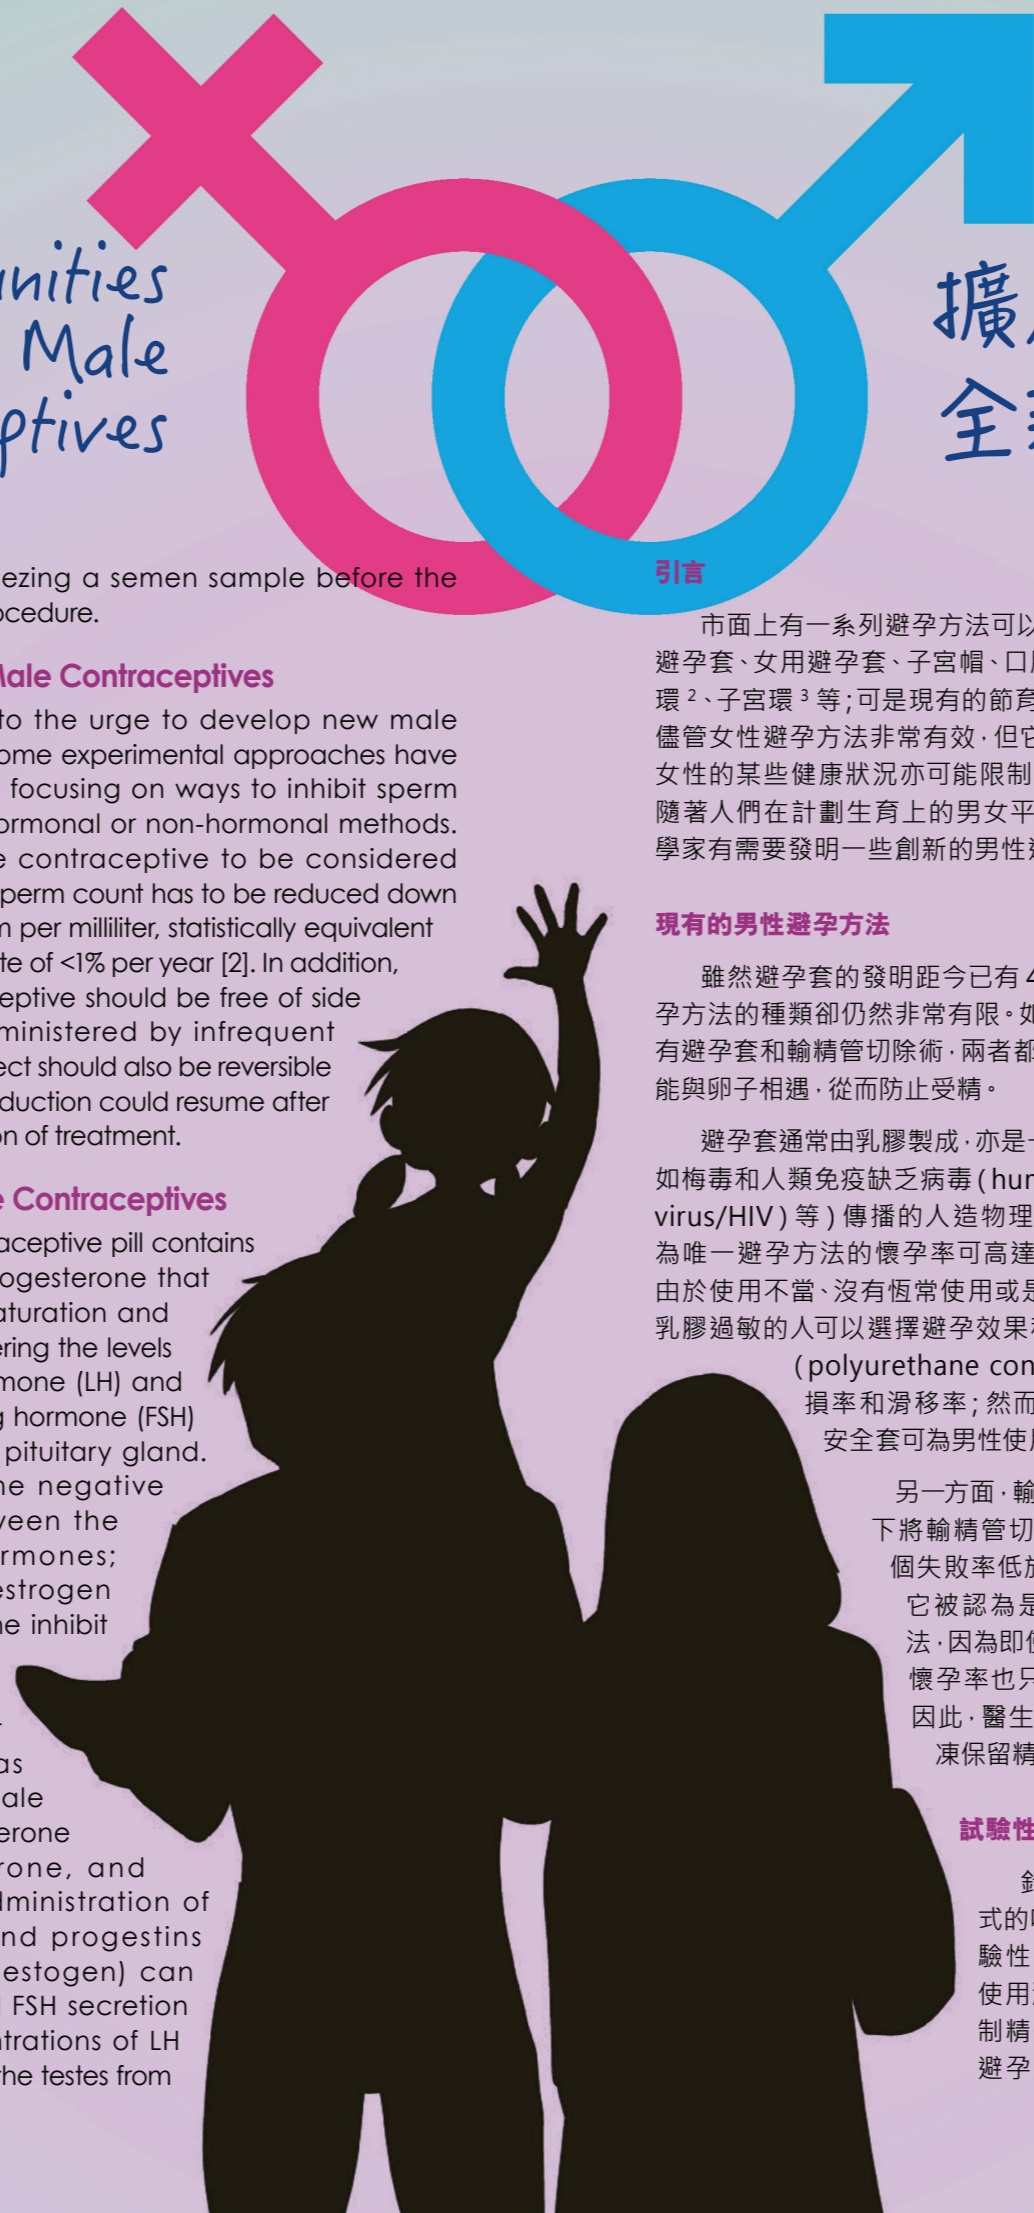 unities
Male
ptives
ezing a semen sample before the
ocedure.
Male Contraceptives
to the urge to develop new male
ome experimental approaches have
focusing on ways to inhibit sperm
ormonal or non-hormonal methods.
e contraceptive to be considered
sperm count has to be reduced down
n per milliliter, statistically equivalent
te of <1% per year [2]. In addition,
ceptive should be free of side
ministered by infrequent
ect should also be reversible
duction could resume after
on of treatment.
e Contraceptives
aceptive pill contains
ogesterone that
aturation and
ering the levels
mone (LH) and
g hormone (FSH)
pituitary gland.
he negative
ween the
rmones;
estrogen
ne inhibit
as
ale
erone
rone, and
dministration of
nd progestins
estogen) can
FSH secretion
ntrations of LH
the testes from
擴
全
引言
市面上有一系列避孕方法可以
避孕套、女用避孕套、子宮帽、口
環 2、子宮環 3 等；可是現有的節育
儘管女性避孕方法非常有效，但它
女性的某些健康狀況亦可能限制
隨著人們在計劃生育上的男女平
學家有需要發明一些創新的男性
現有的男性避孕方法
雖然避孕套的發明距今已有 4
孕方法的種類卻仍然非常有限。如
有避孕套和輸精管切除術，兩者都
能與卵子相遇，從而防止受精。
避孕套通常由乳膠製成，亦是
如梅毒和人類免疫缺乏病毒 ( hur
virus/HIV ) 等 ) 傳播的人造物理
為唯一避孕方法的懷孕率可高達
由於使用不當、沒有恆常使用或是
乳膠過敏的人可以選擇避孕效果
( polyurethane con
損率和滑移率；然而
安全套可為男性使用
另一方面，輸
下將輸精管切
個失敗率低於
它被認為是
法，因為即使
懷孕率也只
因此，醫生
凍保留精
試驗性
式的
驗性
使用
制精
避孕